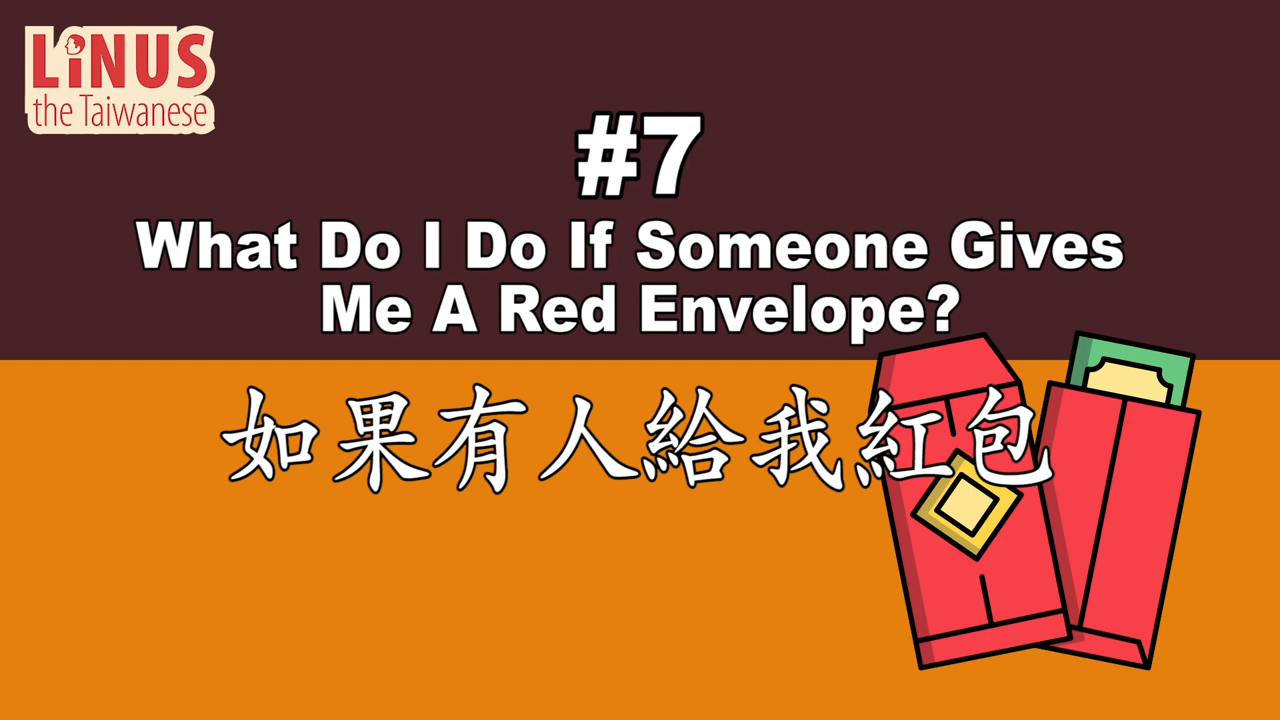 LiNUS
the Taiwanese
#7
What Do I Do If Someone Gives
Me A Red Envelope?
如果有人給我紅包